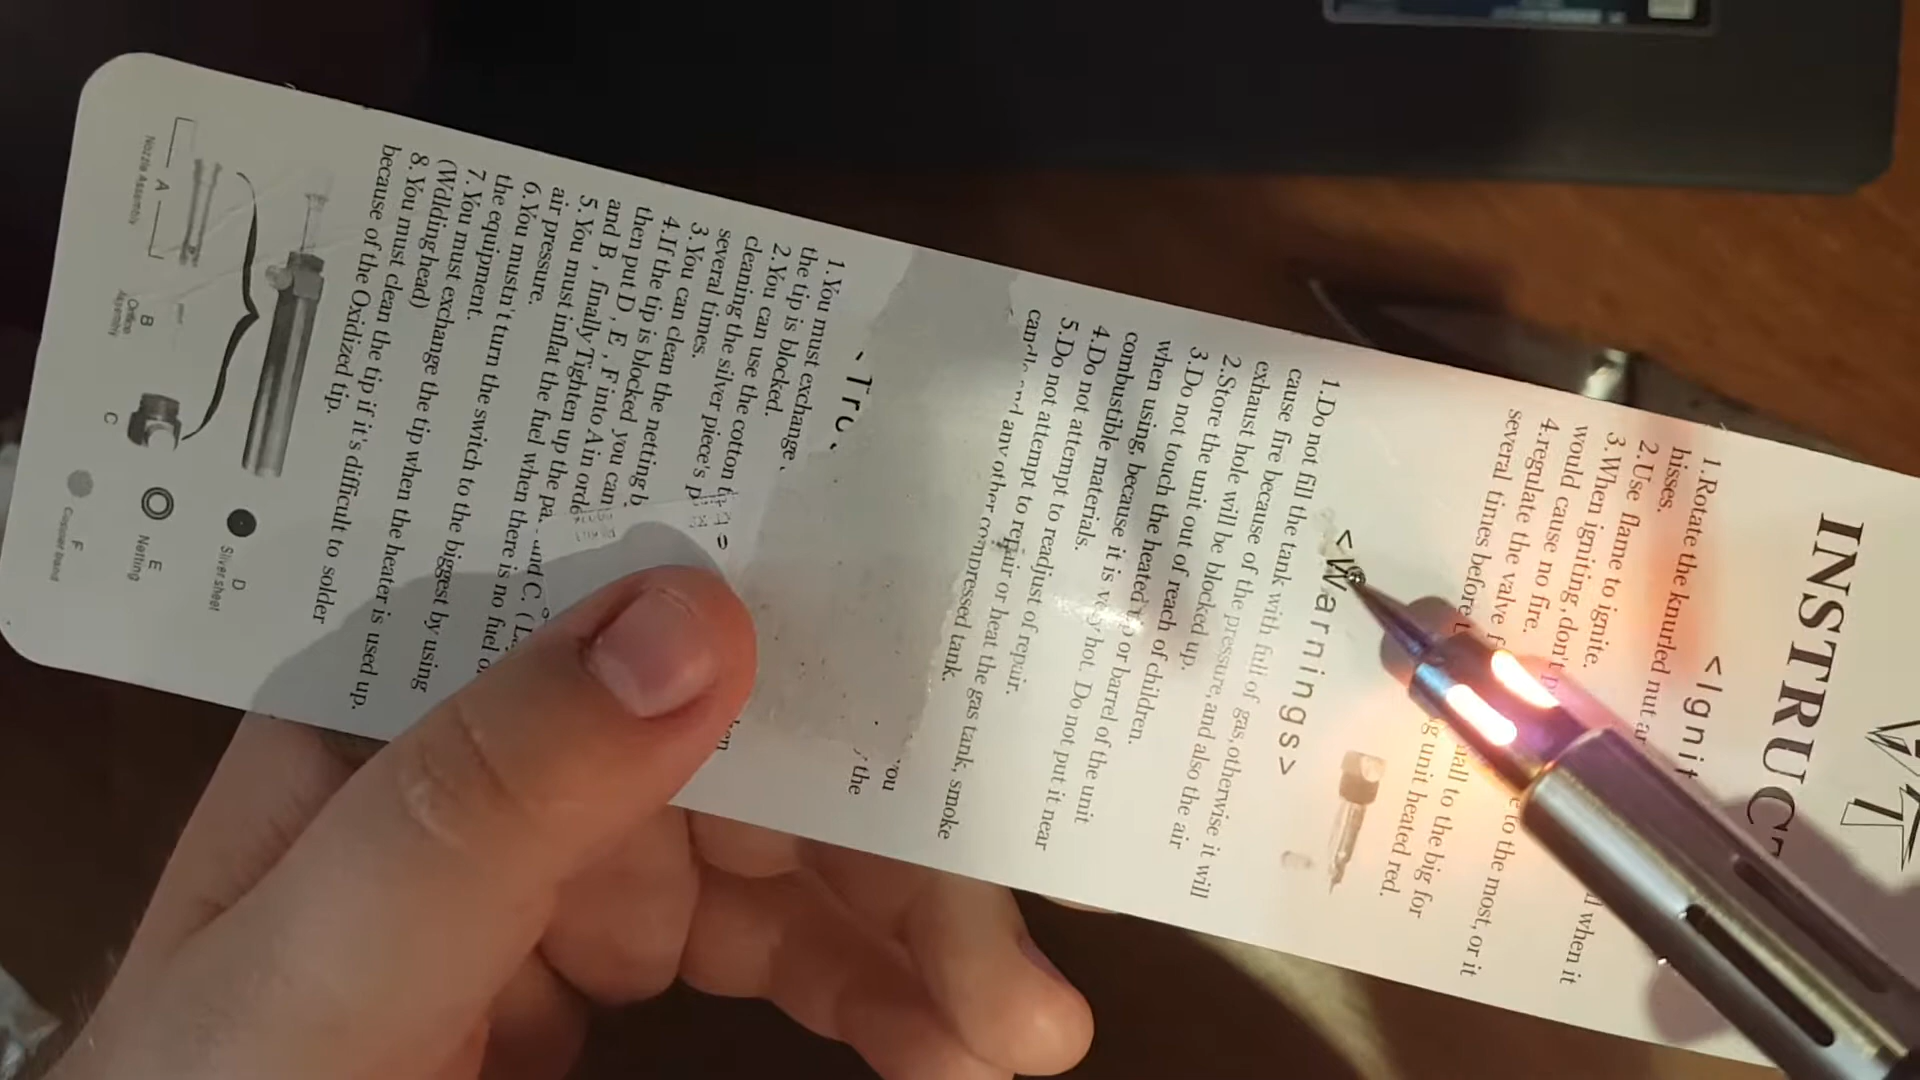 INSTRUCT
<Ignit
1.Rotate the knurled nut
hisses.
2.Use flame to ignite.
3.When igniting,don't
when it
would cause no fire.
to the most, or it
4.regulate the valve
to the big for
several times before
unit heated red.
<Warnings>
1.Do not fill the tank with full of gas,otherwise it will
cause fire because of the pressure, and also the air
exhaust hole will be blocked up.
2.Store the unit out of reach of children.
3.Do not touch the heated or barrel of the unit
when using, because it is hot. Do not put it near
combustible materials.
4.Do not attempt to readjust of repair.
5.Do not attempt to repair or heat the gas tank, smoke
and any other compressed tank.
1.You must exchange
the
the tip is blocked.
2.You can use the cotton
cleaning the silver piece's
several times.
3.You can clean the netting
4.If the tip is blocked you can
then put D , E , F into A in
and B , finally Tighten up the and C.
5.You must inflat the fuel when there is no fuel
air pressure.
6.You mustn't turn the switch to the biggest by using
the equipment.
7.You must exchange the tip when the heater is used up.
(Wdlding head)
8.You must clean the tip if it's difficult to solder
because of the Oxidized tip.
A
Nozzle Assembly
B
Assembly
C
D
Silver sheet
E
Netting
F